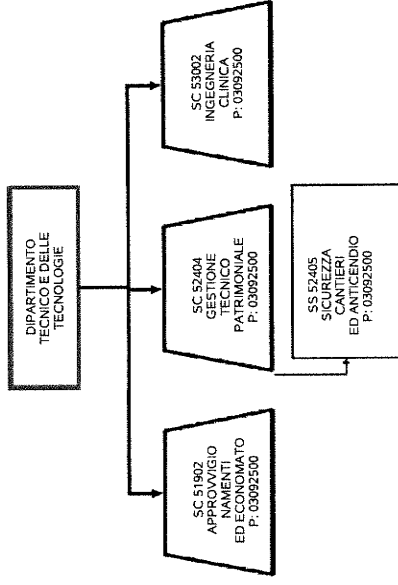 DIPARTIMENTO
TECNICO E DELLE
TECNOLOGIE
SC 51902
APPROVVIGIO
NAMENTI
ED ECONOMATO
P: 03092500
SC 52404
GESTIONE
TECNICO
PATRIMONIALE
P: 03092500
SC 53002
INGEGNERIA
CLINICA
P: 03092500
SS 52405
SICUREZZA
CANTIERI
ED ANTICENDIO
P: 03092500